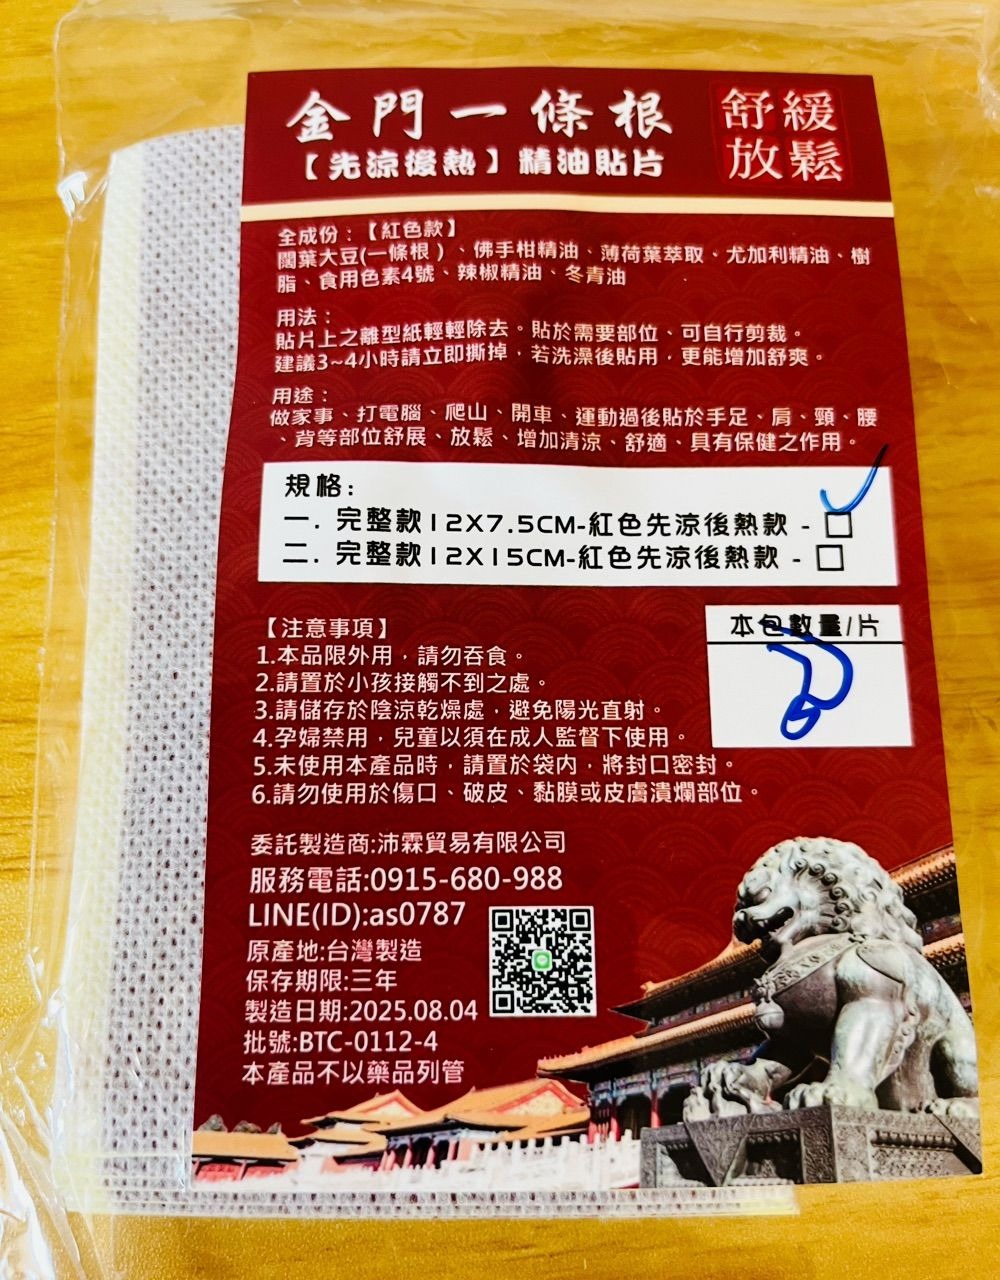 金門一條根
舒緩
放鬆
【先涼後熱】精油貼片
全成份：【紅色款】
闊葉大豆(一條根)、佛手柑精油、薄荷葉萃取、尤加利精油、樹
脂、食用色素4號、辣椒精油、冬青油
用法：
貼片上之離型紙輕輕除去。貼於需要部位、可自行剪裁。
建議3~4小時請立即撕掉，若洗澡後貼用，更能增加舒爽。
用途：
做家事、打電腦、爬山、開車、運動過後貼於手足、肩、頸、腰
、背等部位舒展、放鬆、增加清涼、舒適、具有保健之作用。
規格:
一. 完整款12X7.5CM-紅色先涼後熱款 -
二. 完整款12X15CM-紅色先涼後熱款 -
【注意事項】
1.本品限外用，請勿吞食。
2.請置於小孩接觸不到之處。
3.請儲存於陰涼乾燥處，避免陽光直射。
4.孕婦禁用，兒童以須在成人監督下使用。
5.未使用本產品時，請置於袋內，將封口密封。
6.請勿使用於傷口、破皮、黏膜或皮膚潰爛部位。
本包數量/片
委託製造商:沛霖貿易有限公司
服務電話:0915-680-988
LINE(ID):as0787
原產地:台灣製造
保存期限:三年
製造日期:2025.08.04
批號:BTC-0112-4
本產品不以藥品列管